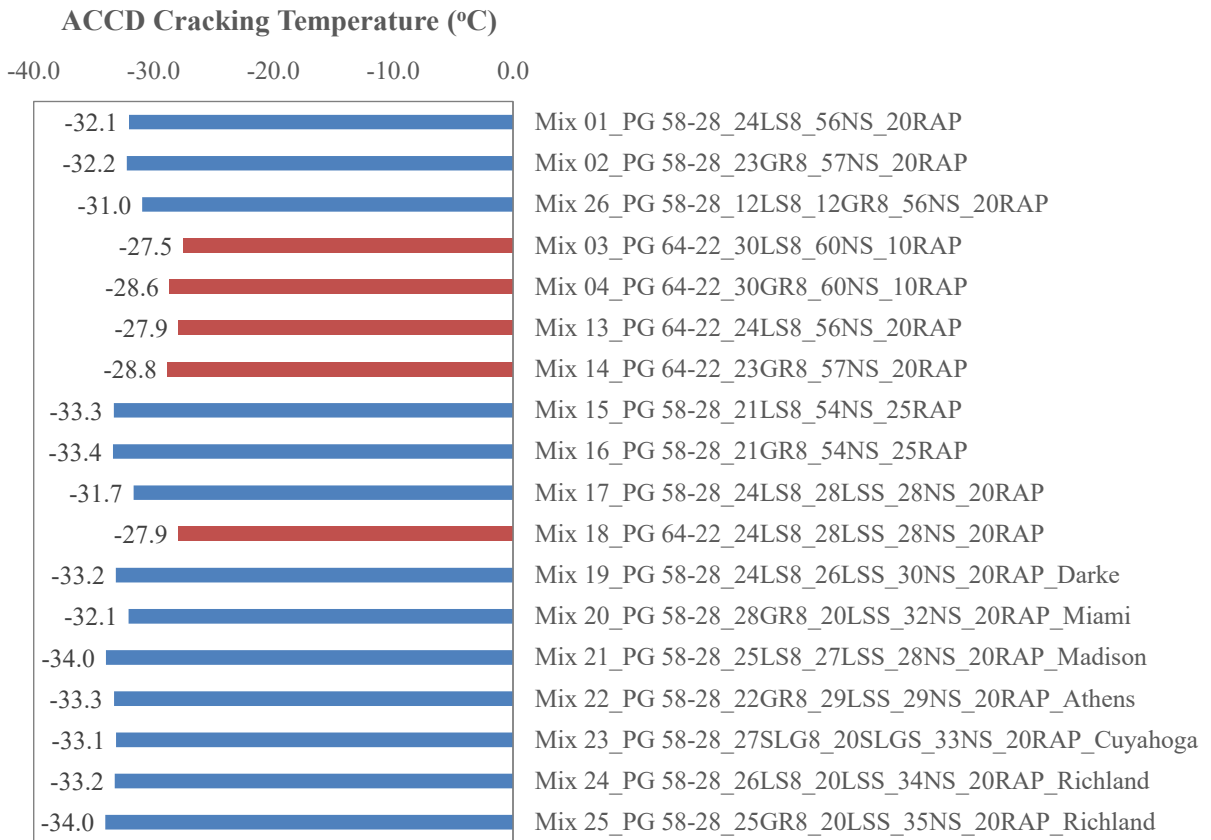 ACCD Cracking Temperature (ºC)
-40.0 -30.0 -20.0 -10.0 0.0
-32.1 Mix 01_PG 58-28_24LS8_56NS_20RAP
-32.2 Mix 02_PG 58-28_23GR8_57NS_20RAP
-31.0 Mix 26_PG 58-28_12LS8_12GR8_56NS_20RAP
-27.5 Mix 03_PG 64-22_30LS8_60NS_10RAP
-28.6 Mix 04_PG 64-22_30GR8_60NS_10RAP
-27.9 Mix 13_PG 64-22_24LS8_56NS_20RAP
-28.8 Mix 14_PG 64-22_23GR8_57NS_20RAP
-33.3 Mix 15_PG 58-28_21LS8_54NS_25RAP
-33.4 Mix 16_PG 58-28_21GR8_54NS_25RAP
-31.7 Mix 17_PG 58-28_24LS8_28LSS_28NS_20RAP
-27.9 Mix 18_PG 64-22_24LS8_28LSS_28NS_20RAP
-33.2 Mix 19_PG 58-28_24LS8_26LSS_30NS_20RAP_Darke
-32.1 Mix 20_PG 58-28_28GR8_20LSS_32NS_20RAP_Miami
-34.0 Mix 21_PG 58-28_25LS8_27LSS_28NS_20RAP_Madison
-33.3 Mix 22_PG 58-28_22GR8_29LSS_29NS_20RAP_Athens
-33.1 Mix 23_PG 58-28_27SLG8_20SLGS_33NS_20RAP_Cuyahoga
-33.2 Mix 24_PG 58-28_26LS8_20LSS_34NS_20RAP_Richland
-34.0 Mix 25_PG 58-28_25GR8_20LSS_35NS_20RAP_Richland